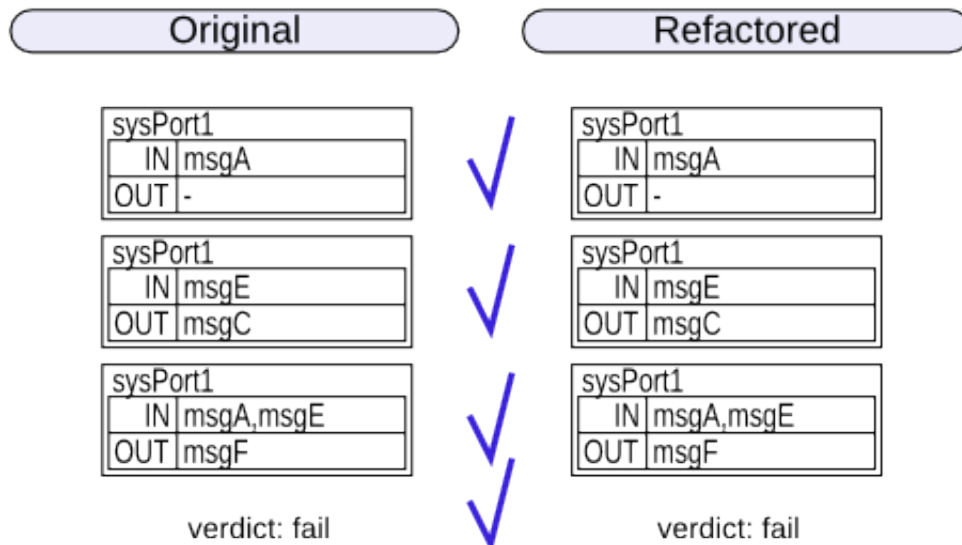 Original
Refactored
sysPort1
IN msgA
OUT -
sysPort1
IN msgA
OUT -
sysPort1
IN msgE
OUT msgC
sysPort1
IN msgE
OUT msgC
sysPort1
IN msgA,msgE
OUT msgF
sysPort1
IN msgA,msgE
OUT msgF
verdict: fail
verdict: fail